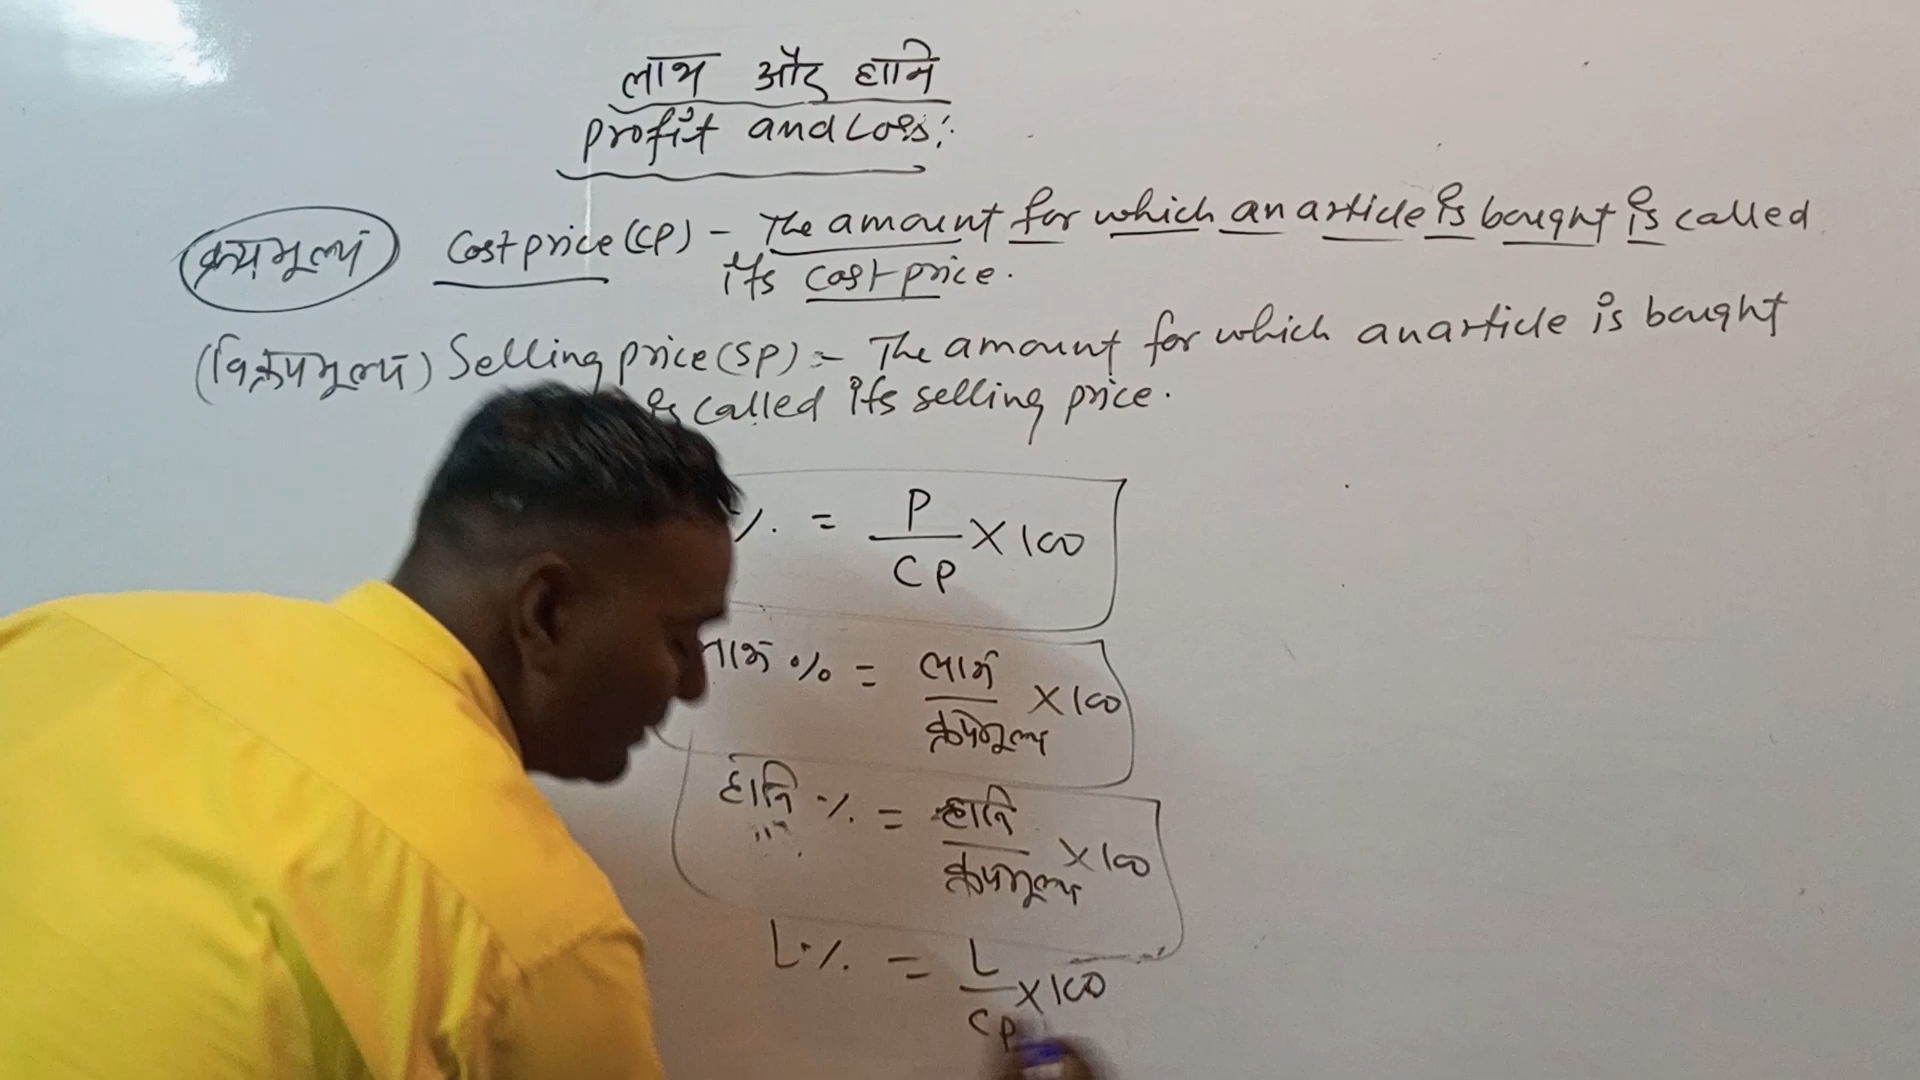 लाभ और हानि
Profit and Loss:
क्रयमूल्य Cost price (CP) - The amount for which an article is bought is called
its cost price.
(विक्रयमूल्य) Selling price (SP) :- The amount for which an article is bought
is called its selling price.
% = P/CP × 100
लाभ % = लाभ/क्रयमूल्य × 100
हानि % = हानि/क्रयमूल्य × 100
L% = L/CP × 100